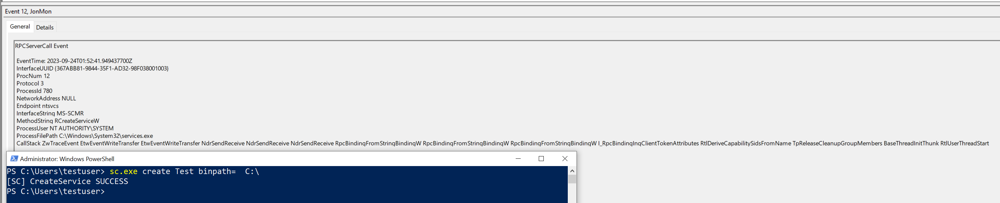 Event 12, JonMon
General Details
RPCServerCall Event
EventTime: 2023-09-24T01:52:41.949437700Z
InterfaceUUID {367ABB81-9844-35F1-AD32-98F038001003}
ProcNum 12
Protocol 3
ProcessId 780
NetworkAddress NULL
Endpoint ntsvcs
InterfaceString MS-SCMR
MethodString RCreateServiceW
ProcessUser NT AUTHORITY\SYSTEM
ProcessFilePath C:\Windows\System32\services.exe
CallStack ZwTraceEvent EtwEventWriteTransfer EtwEventWriteTransfer NdrSendReceive NdrSendReceive NdrSendReceive RpcBindingFromStringBindingW RpcBindingFromStringBindingW RpcBindingFromStringBindingW I_RpcBindingInqClientTokenAttributes RtlDeriveCapabilitySidsFromName TpReleaseCleanupGroupMembers BaseThreadInitThunk RtlUserThreadStart
Administrator: Windows PowerShell
PS C:\Users\testuser> sc.exe create Test binpath=  C:\
[SC] CreateService SUCCESS
PS C:\Users\testuser>